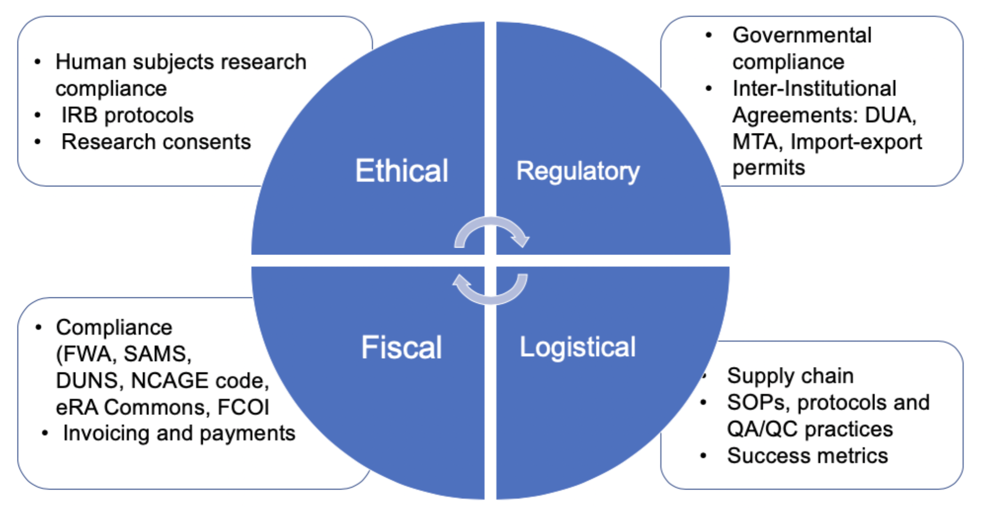 • Human subjects research
compliance
• IRB protocols
• Research consents
Ethical
Regulatory
• Governmental
compliance
• Inter-Institutional
Agreements: DUA,
MTA, Import-export
permits
• Compliance
(FWA, SAMS,
DUNS, NCAGE code,
eRA Commons, FCOI
• Invoicing and payments
Fiscal
Logistical
• Supply chain
• SOPs, protocols and
QA/QC practices
• Success metrics